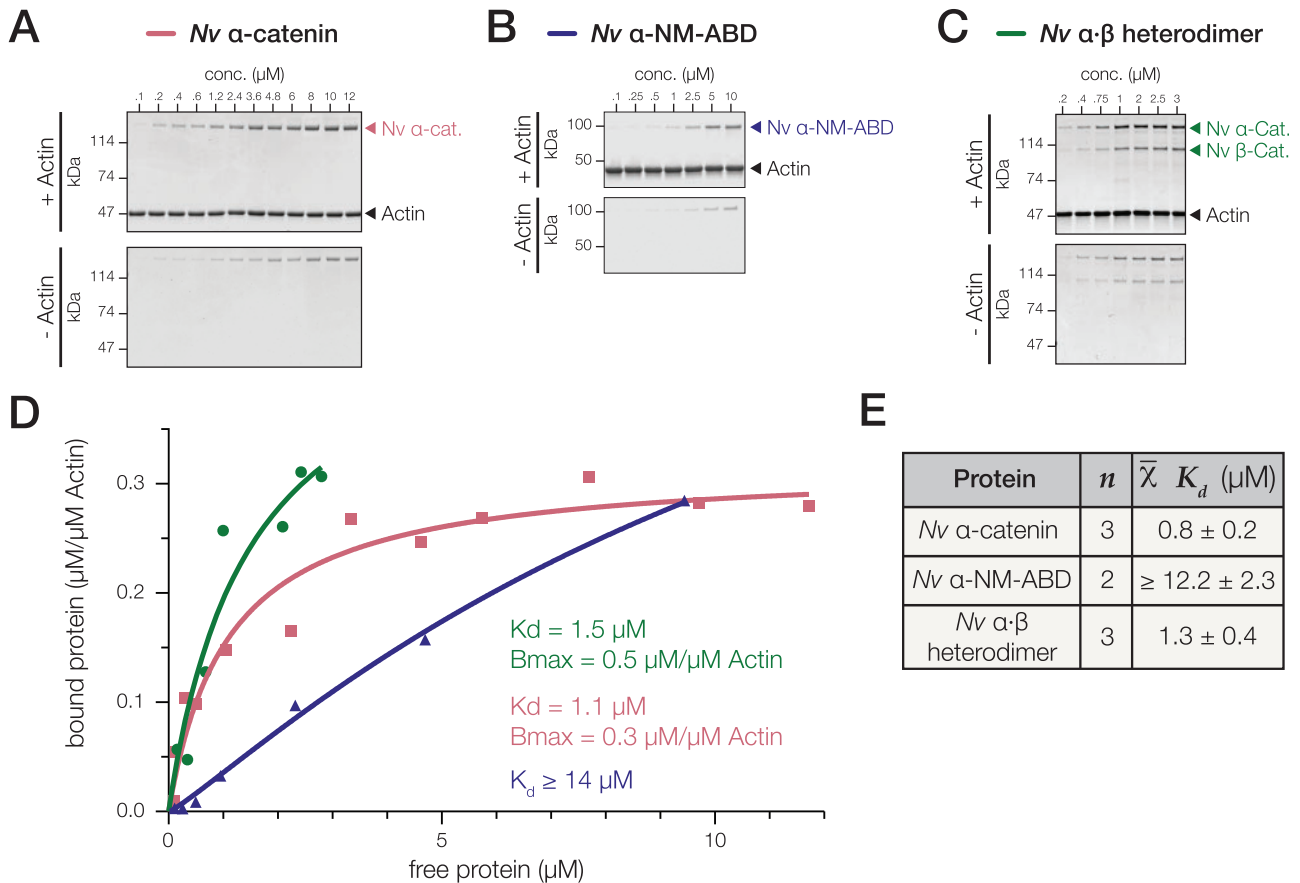 A
Nv α-catenin
conc. (µM)
.1 .2 .4 .6 1.2 2.4 3.6 4.8 6 8 10 12
+ Actin
kDa
114
74
47
Nv α-cat.
Actin
- Actin
kDa
114
74
47
B
Nv α-NM-ABD
conc. (µM)
.1 .25 .5 1 2.5 5 10
+ Actin
kDa
100
50
Nv α-NM-ABD
Actin
- Actin
kDa
100
50
C
Nv α·β heterodimer
conc. (µM)
.2 .4 .75 1 2 2.5 3
+ Actin
kDa
114
74
47
Nv α-Cat.
Nv β-Cat.
Actin
- Actin
kDa
114
74
47
D
bound protein (µM/µM Actin)
0.3
0.2
0.1
0.0
0 5 10
free protein (µM)
Kd = 1.5 µM
Bmax = 0.5 µM/µM Actin
Kd = 1.1 µM
Bmax = 0.3 µM/µM Actin
Kd ≥ 14 µM
E
Protein n χ̅ Kd (µM)
Nv α-catenin 3 0.8 ± 0.2
Nv α-NM-ABD 2 ≥ 12.2 ± 2.3
Nv α·β
heterodimer 3 1.3 ± 0.4